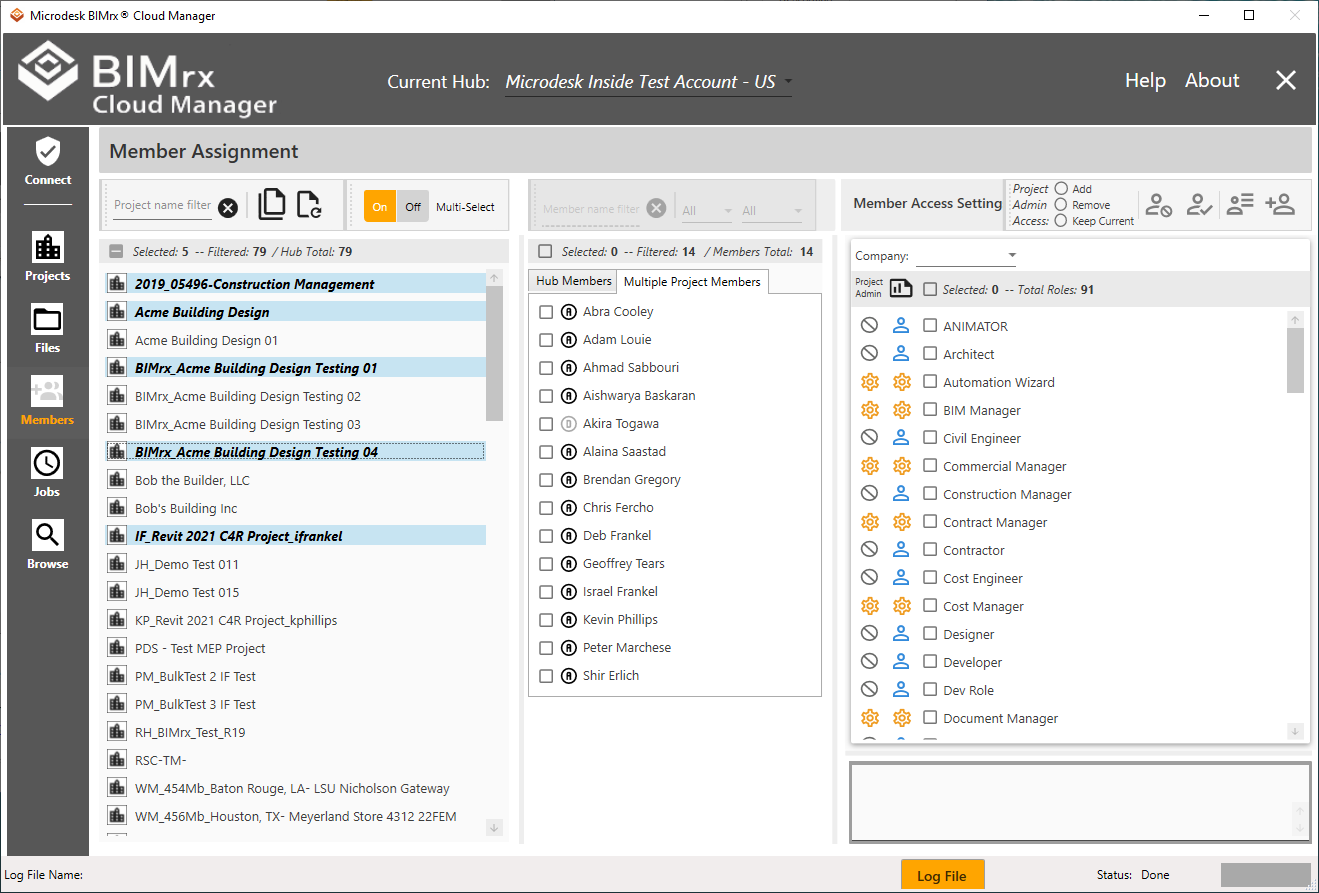 Microdesk BIMrx® Cloud Manager
BIMrx
Cloud Manager
Current Hub: Microdesk Inside Test Account - US
Help About
Connect
Projects
Files
Members
Jobs
Browse
Member Assignment
Project name filter
On Off Multi-Select
Selected: 5 -- Filtered: 79 / Hub Total: 79
2019_05496-Construction Management
Acme Building Design
Acme Building Design 01
BIMrx_Acme Building Design Testing 01
BIMrx_Acme Building Design Testing 02
BIMrx_Acme Building Design Testing 03
BIMrx_Acme Building Design Testing 04
Bob the Builder, LLC
Bob's Building Inc
IF_Revit 2021 C4R Project_ifrankel
JH_Demo Test 011
JH_Demo Test 015
KP_Revit 2021 C4R Project_kphillips
PDS - Test MEP Project
PM_BulkTest 2 IF Test
PM_BulkTest 3 IF Test
RH_BIMrx_Test_R19
RSC-TM-
WM_454Mb_Baton Rouge, LA- LSU Nicholson Gateway
WM_456Mb_Houston, TX- Meyerland Store 4312 22FEM
Member name filter
All All
Selected: 0 -- Filtered: 14 / Members Total: 14
Hub Members Multiple Project Members
A Abra Cooley
A Adam Louie
A Ahmad Sabbouri
A Aishwarya Baskaran
D Akira Togawa
A Alaina Saastad
A Brendan Gregory
A Chris Fercho
A Deb Frankel
A Geoffrey Tears
A Israel Frankel
A Kevin Phillips
A Peter Marchese
A Shir Erlich
Member Access Setting
Project Admin Access:
Add
Remove
Keep Current
Company:
Project Admin
Selected: 0 -- Total Roles: 91
ANIMATOR
Architect
Automation Wizard
BIM Manager
Civil Engineer
Commercial Manager
Construction Manager
Contract Manager
Contractor
Cost Engineer
Cost Manager
Designer
Developer
Dev Role
Document Manager
Log File Name:
Log File
Status: Done